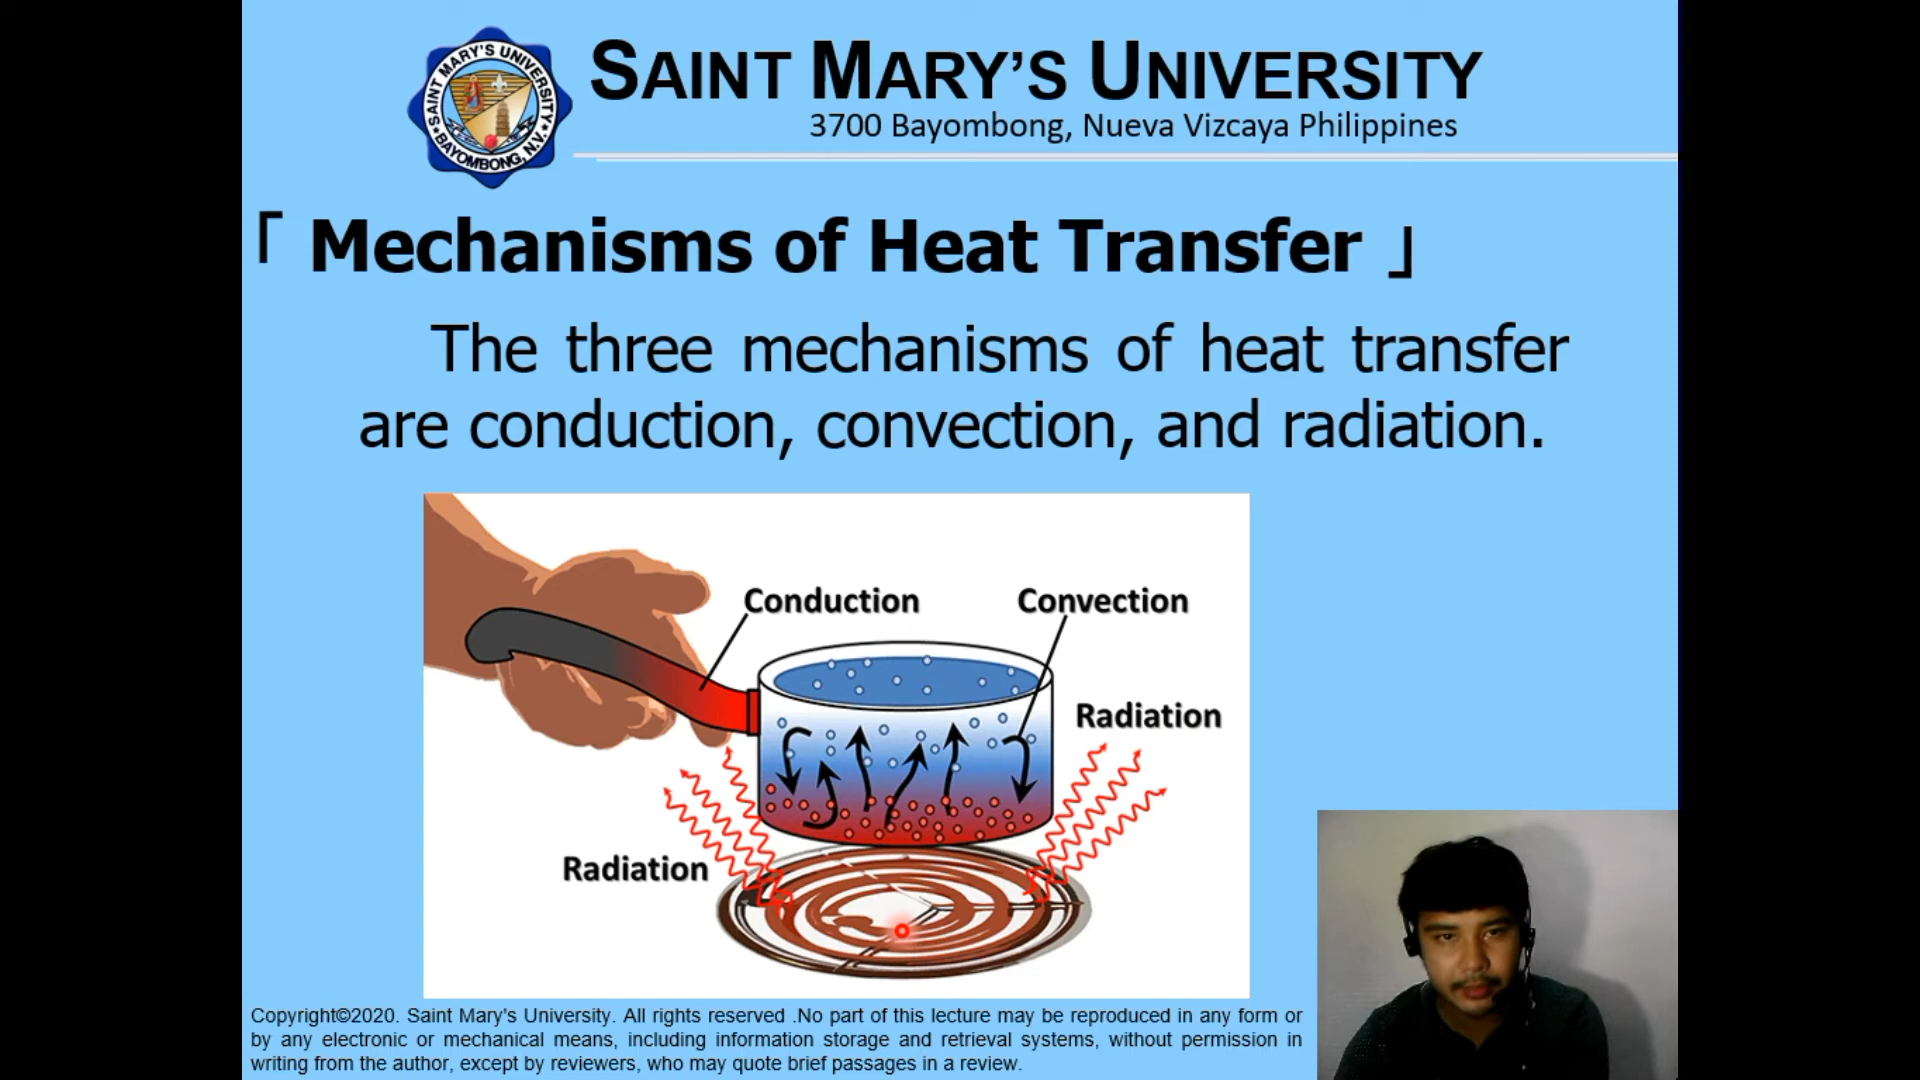 SAINT MARY'S UNIVERSITY
BAYOMBONG, N.V.
SAINT MARY’S UNIVERSITY
3700 Bayombong, Nueva Vizcaya Philippines
「 Mechanisms of Heat Transfer 」
The three mechanisms of heat transfer
are conduction, convection, and radiation.
Conduction
Convection
Radiation
Radiation
Copyright©2020. Saint Mary's University. All rights reserved .No part of this lecture may be reproduced in any form or
by any electronic or mechanical means, including information storage and retrieval systems, without permission in
writing from the author, except by reviewers, who may quote brief passages in a review.